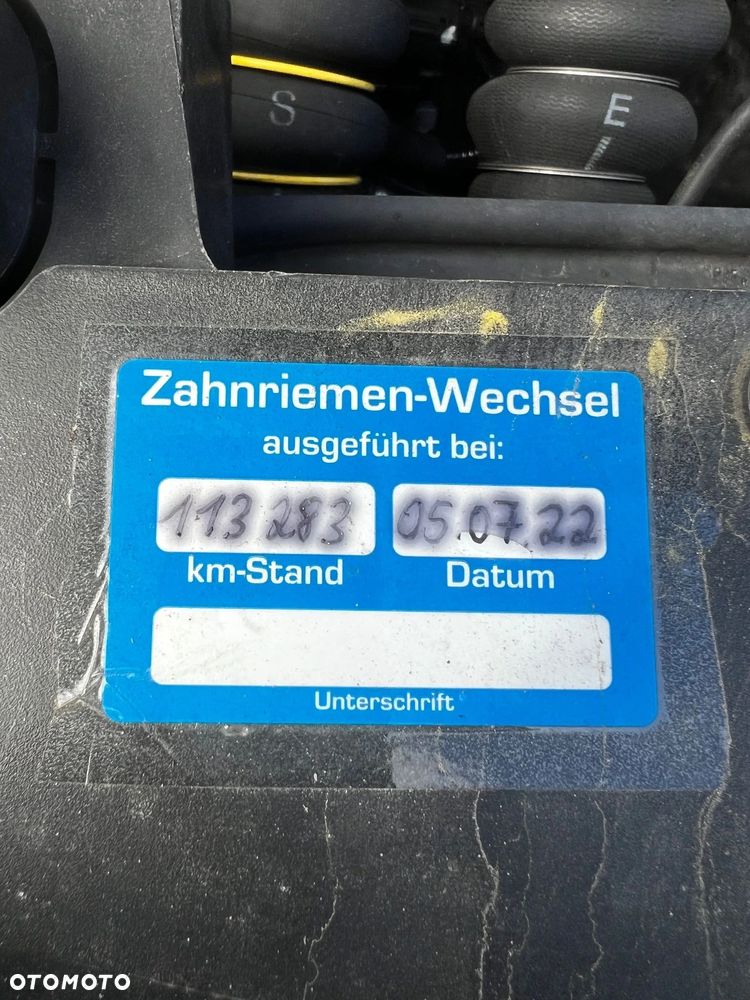 S
E
Zahnriemen-Wechsel
ausgeführt bei:
113 283 05.07.22
km-Stand Datum
Unterschrift
OTOMOTO